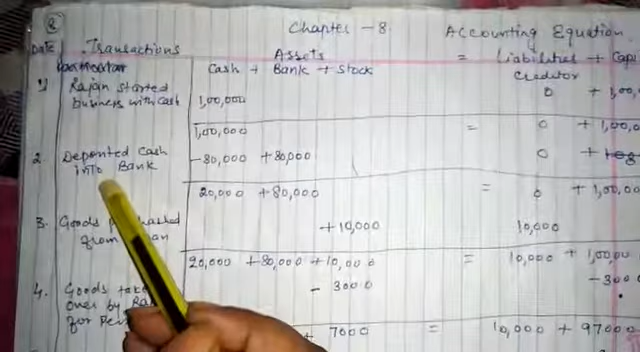 Chapter - 8 Accounting Equation
Date Transactions Assets = Liabilities + Capi
Cash + Bank + Stock Creditor
1) Rajan started
business with cash 1,00,000 0 + 1,00,
1,00,000 = 0 + 1,00,0
2. Deposited Cash -80,000 +80,000 0 +
into Bank
20,000 +80,000 = 0 + 1,00,0
3. Goods +10,000 10,000
from
20,000 +80,000 +10,000 = 10,000 + 1,00,00
4. Goods - 3000 - 300
over by
for
+ 7000 = 10,000 + 97000